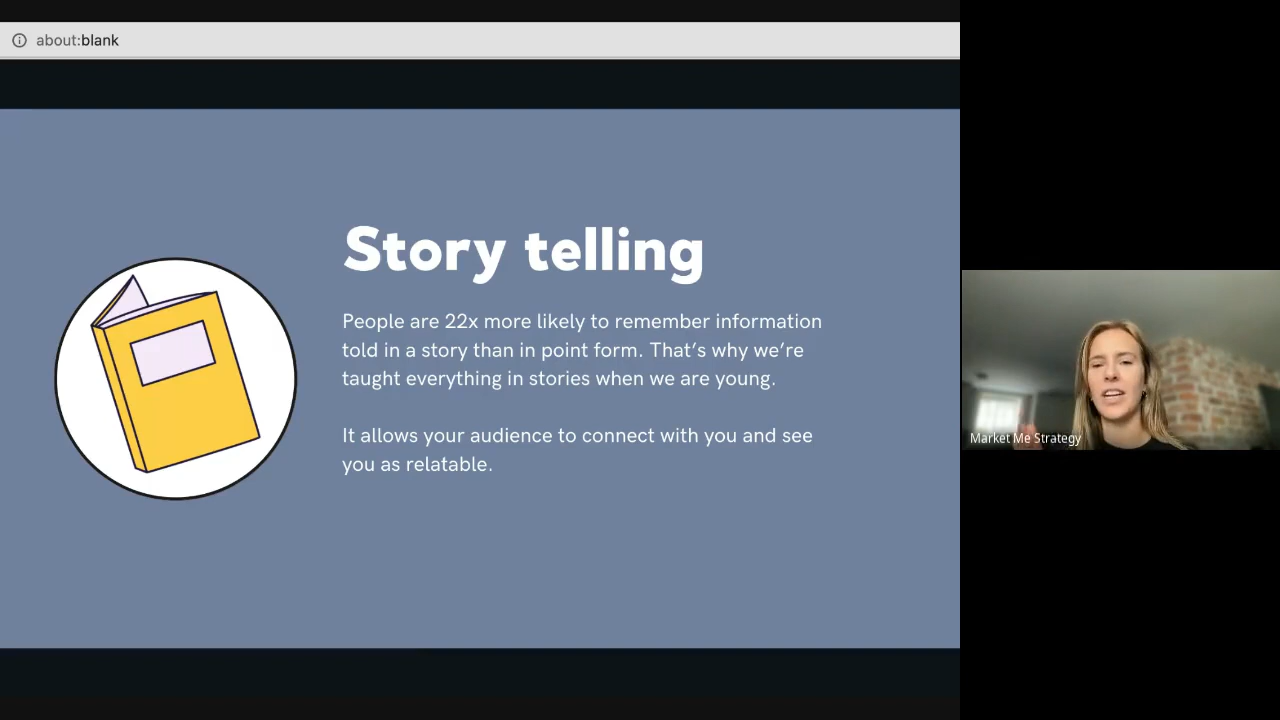 about:blank
Story telling
People are 22x more likely to remember information
told in a story than in point form. That’s why we’re
taught everything in stories when we are young.
It allows your audience to connect with you and see
you as relatable.
Market Me Strategy